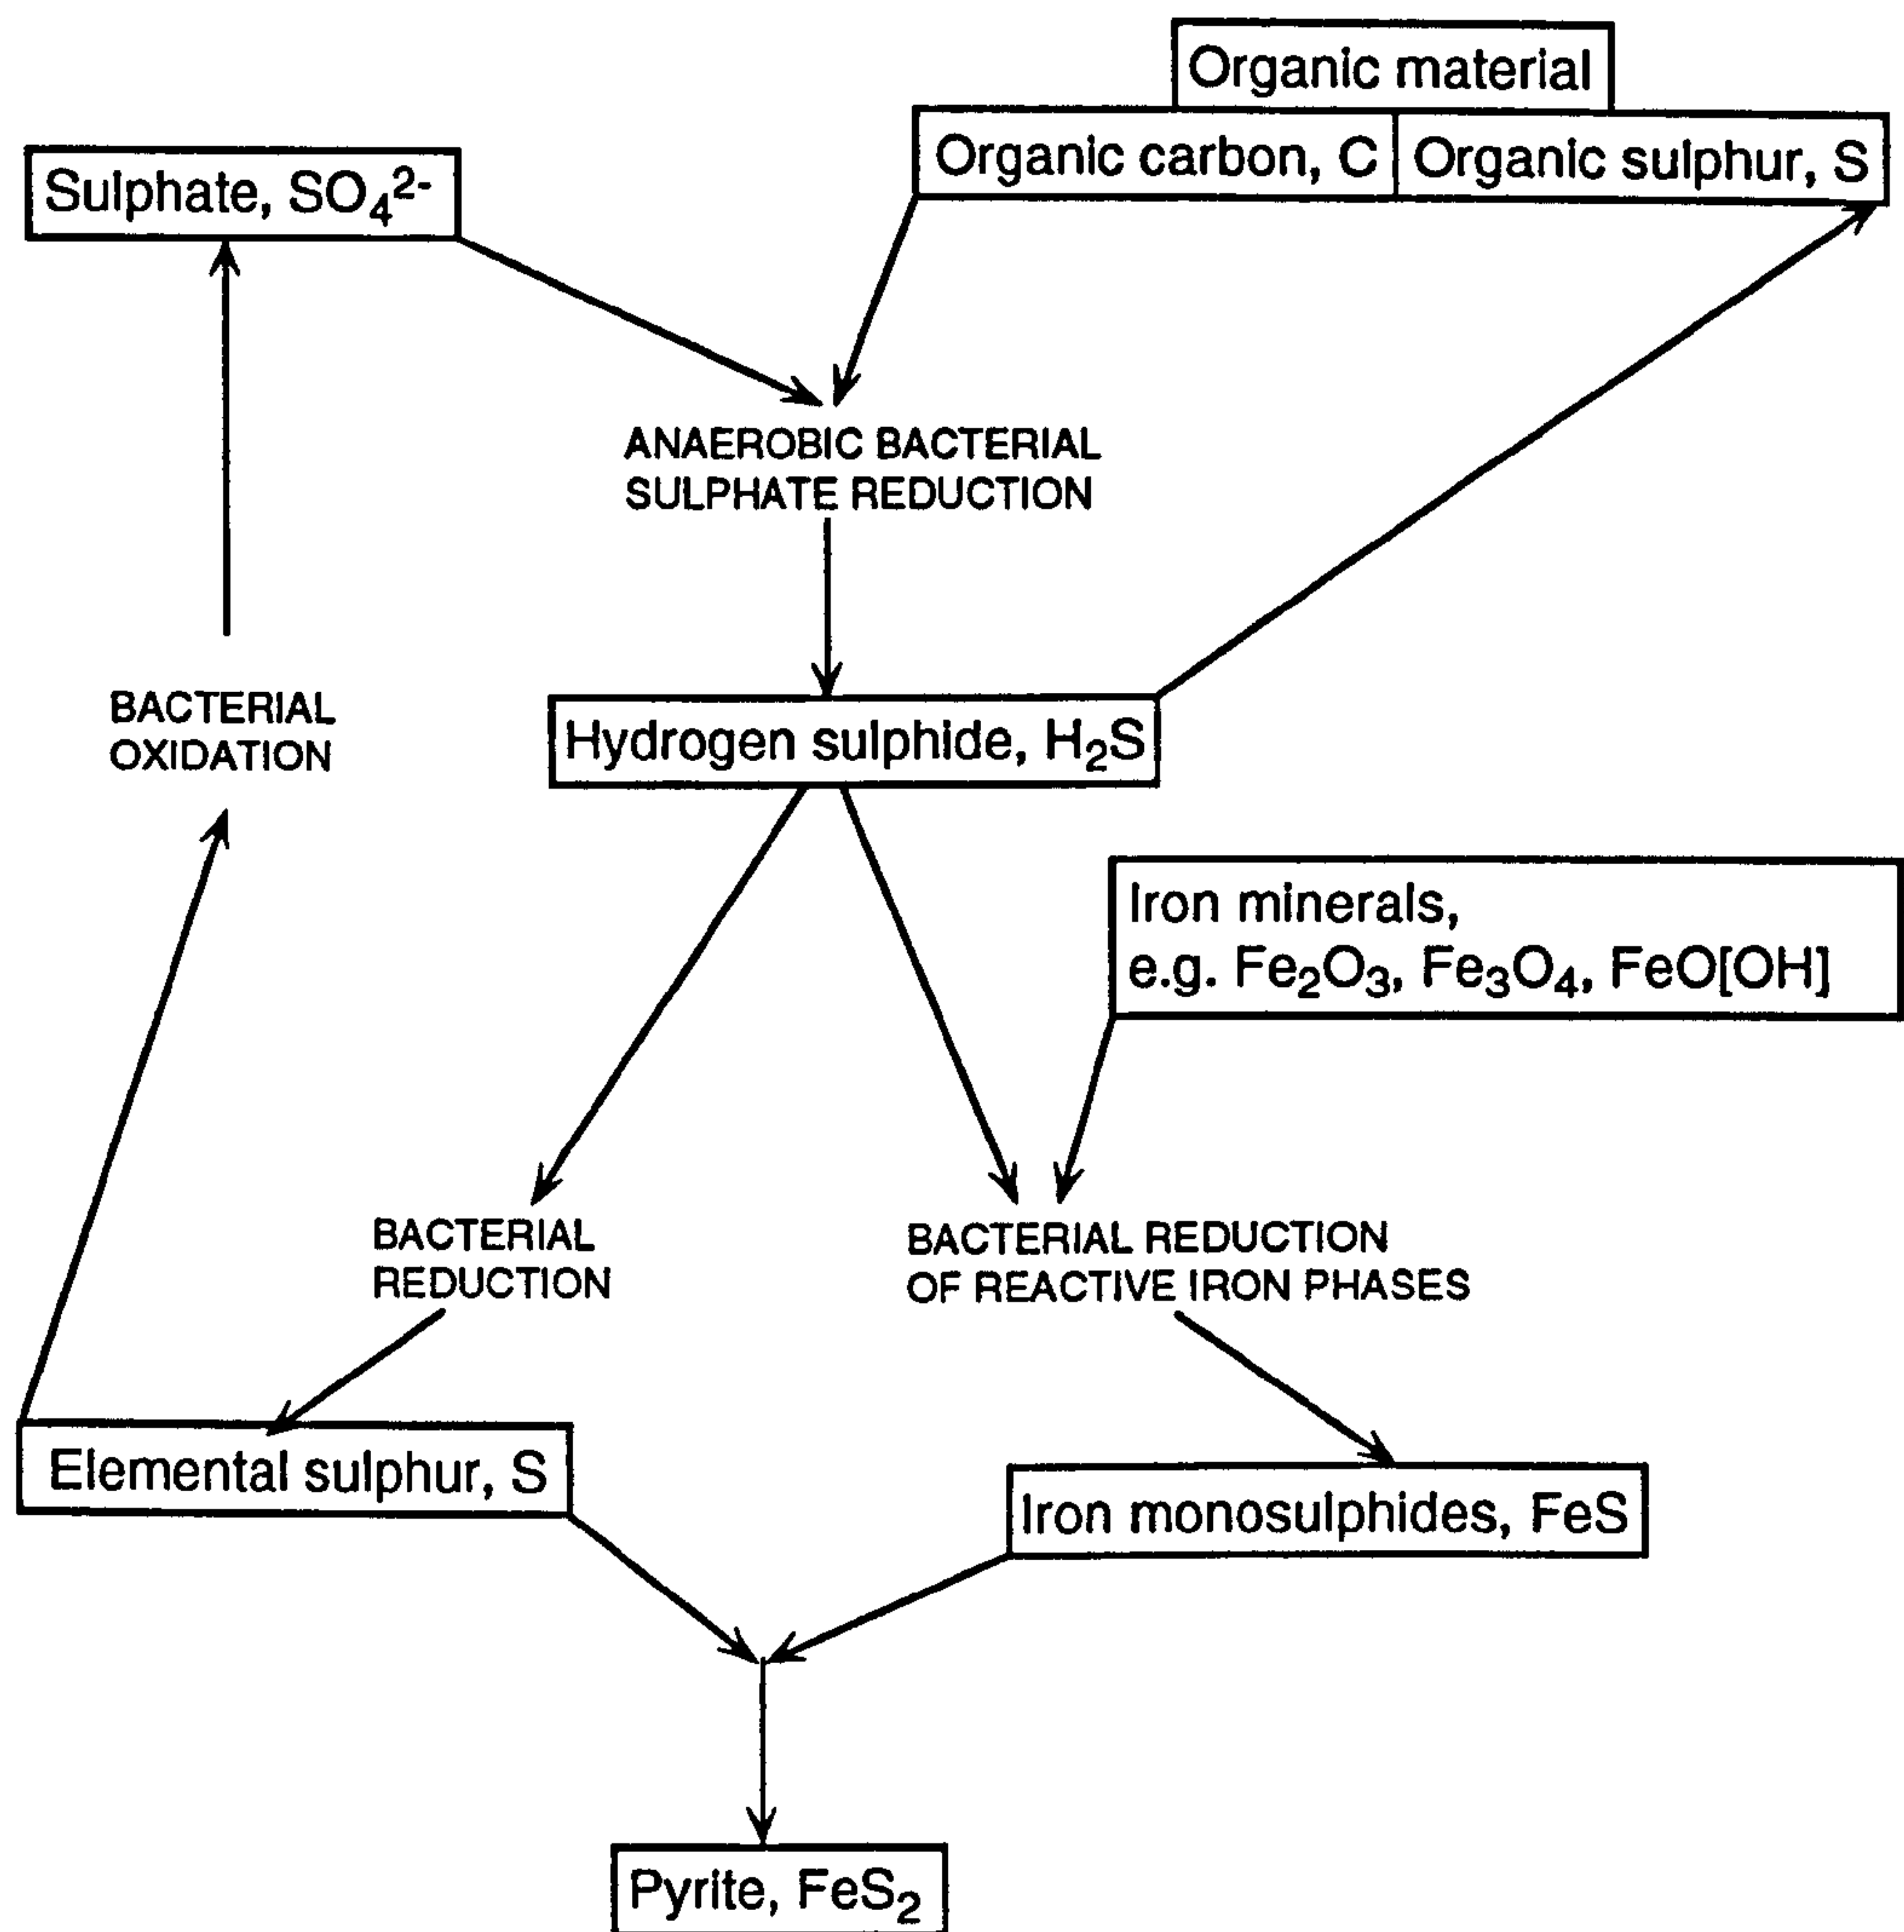 Organic material
Organic carbon, C
Organic sulphur, S
Sulphate, SO₄²⁻
ANAEROBIC BACTERIAL
SULPHATE REDUCTION
BACTERIAL
OXIDATION
Hydrogen sulphide, H₂S
Iron minerals,
e.g. Fe₂O₃, Fe₃O₄, FeO[OH]
BACTERIAL
REDUCTION
BACTERIAL REDUCTION
OF REACTIVE IRON PHASES
Elemental sulphur, S
Iron monosulphides, FeS
Pyrite, FeS₂